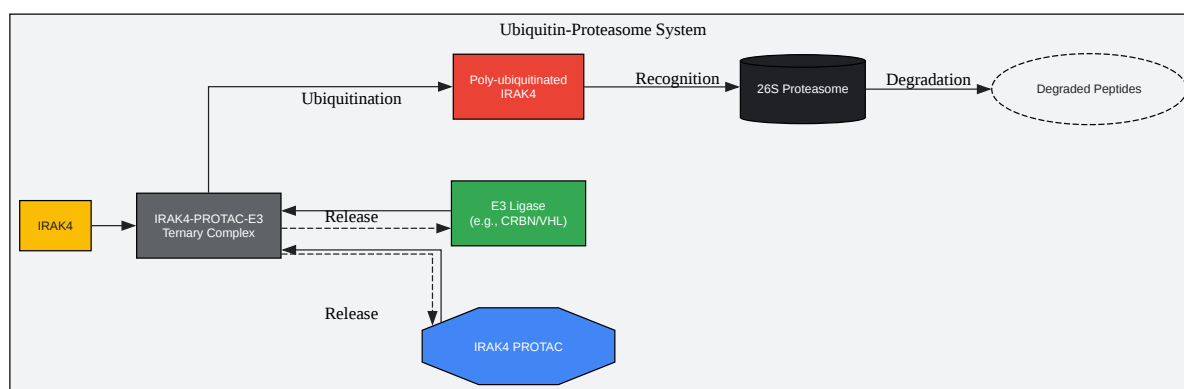 Ubiquitin-Proteasome System
Poly-ubiquitinated
IRAK4
Ubiquitination
Recognition
26S Proteasome
Degradation
Degraded Peptides
IRAK4
IRAK4-PROTAC-E3
Ternary Complex
Release
E3 Ligase
(e.g., CRBN/VHL)
Release
IRAK4 PROTAC